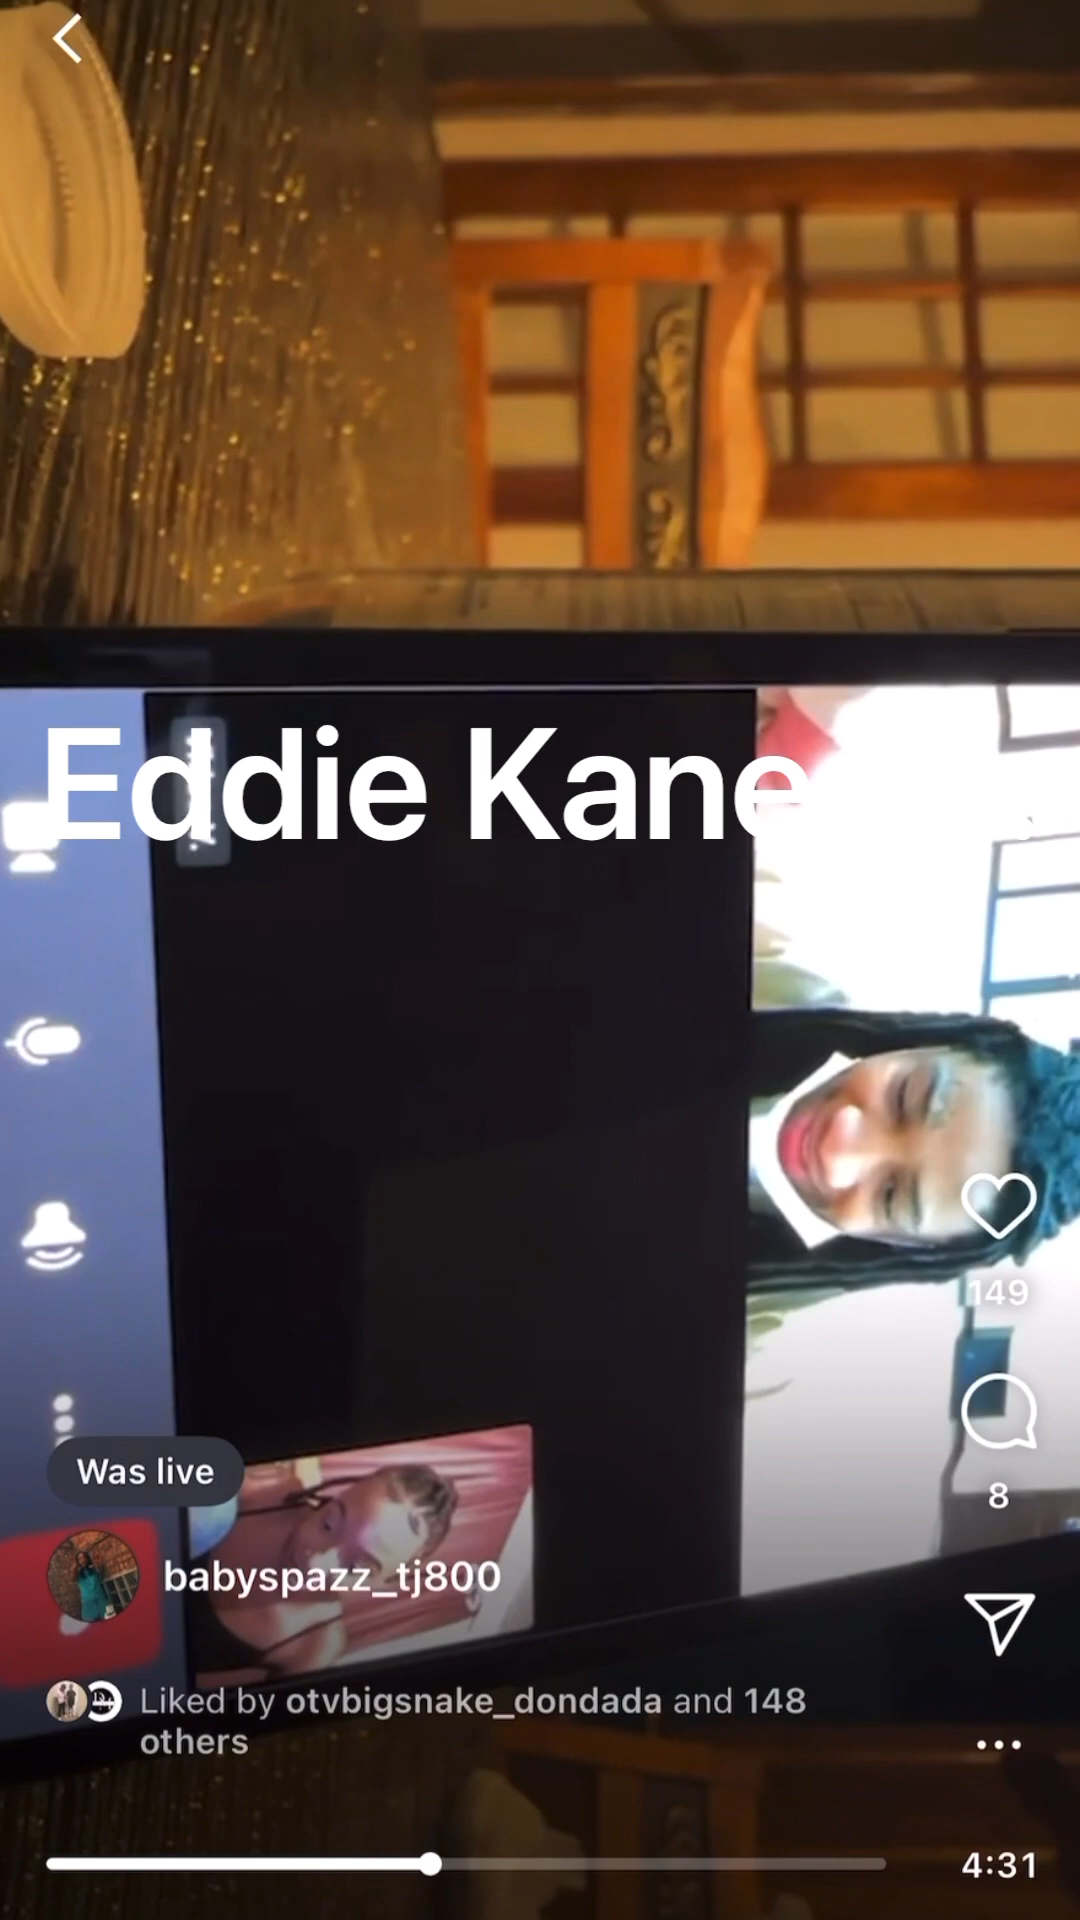 Eddie Kane
149
8
Was live
babyspazz_tj800
Liked by otvbigsnake_dondada and 148
others
4:31